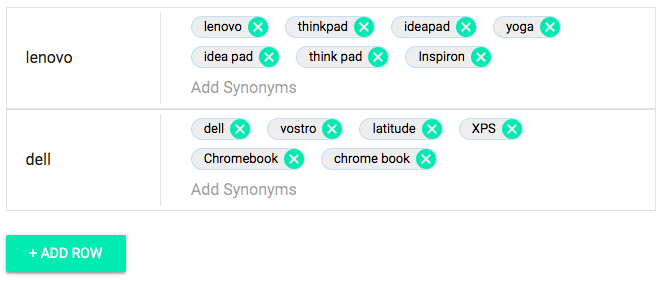 lenovo thinkpad ideapad yoga
lenovo
idea pad think pad Inspiron
Add Synonyms
dell vostro latitude XPS
dell
Chromebook chrome book
Add Synonyms
+ ADD ROW